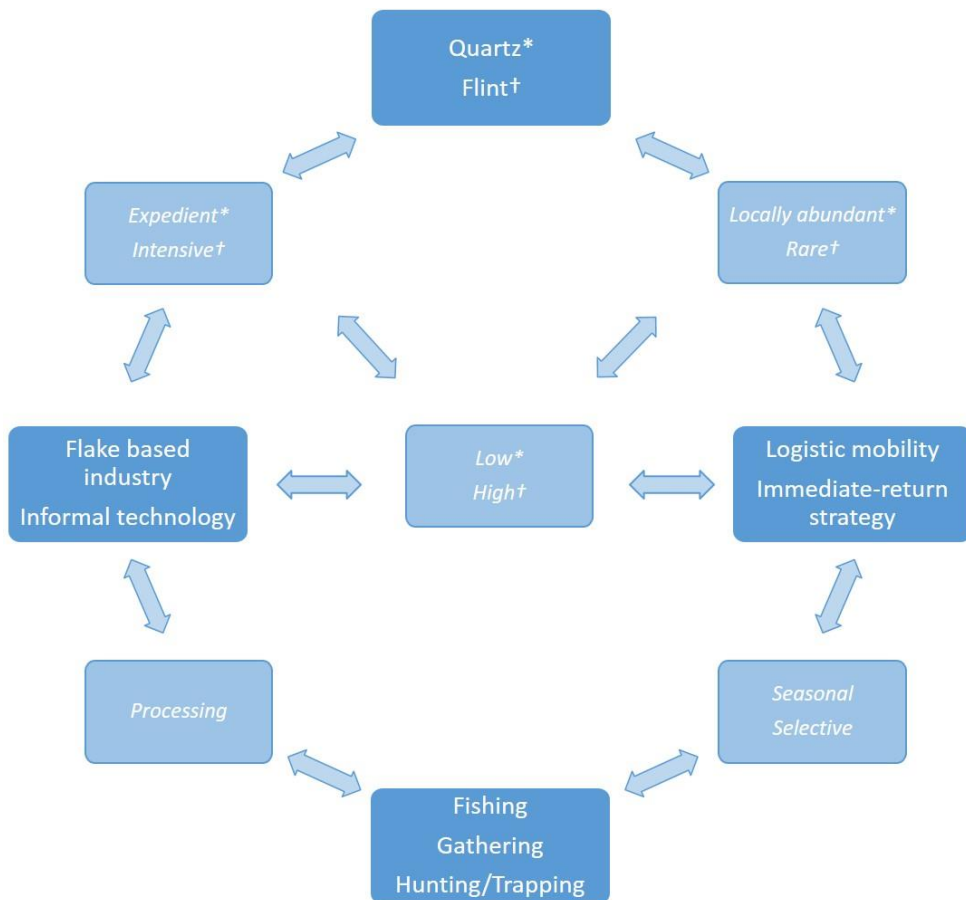 Quartz*
Flint†
Expedient*
Intensive†
Locally abundant*
Rare†
Flake based
industry
Informal technology
Low*
High†
Logistic mobility
Immediate-return
strategy
Processing
Seasonal
Selective
Fishing
Gathering
Hunting/Trapping